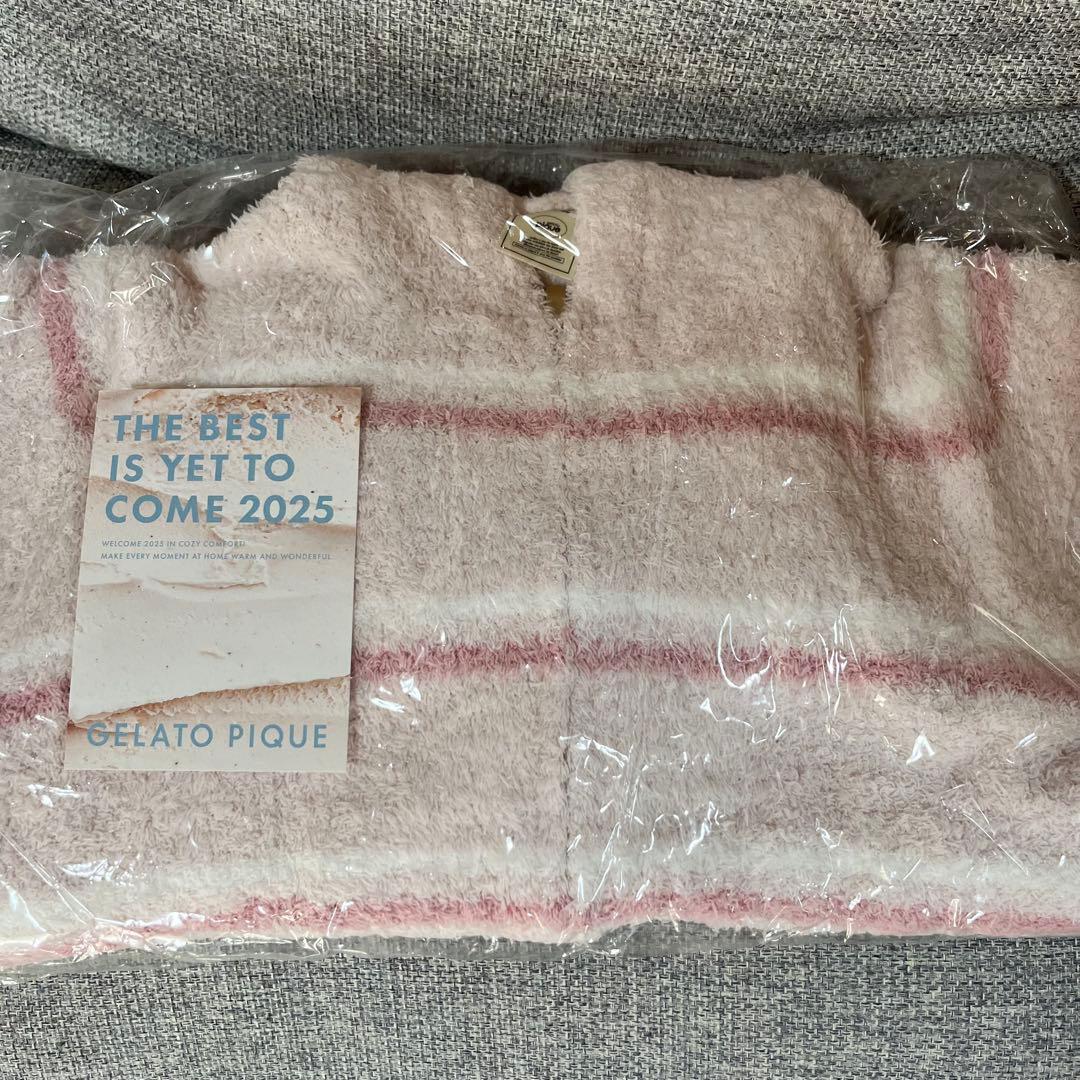 THE BEST
IS YET TO
COME 2025
WELCOME 2025 IN COZY COMFORT!
MAKE EVERY MOMENT AT HOME WARM AND WONDERFUL
GELATO PIQUE